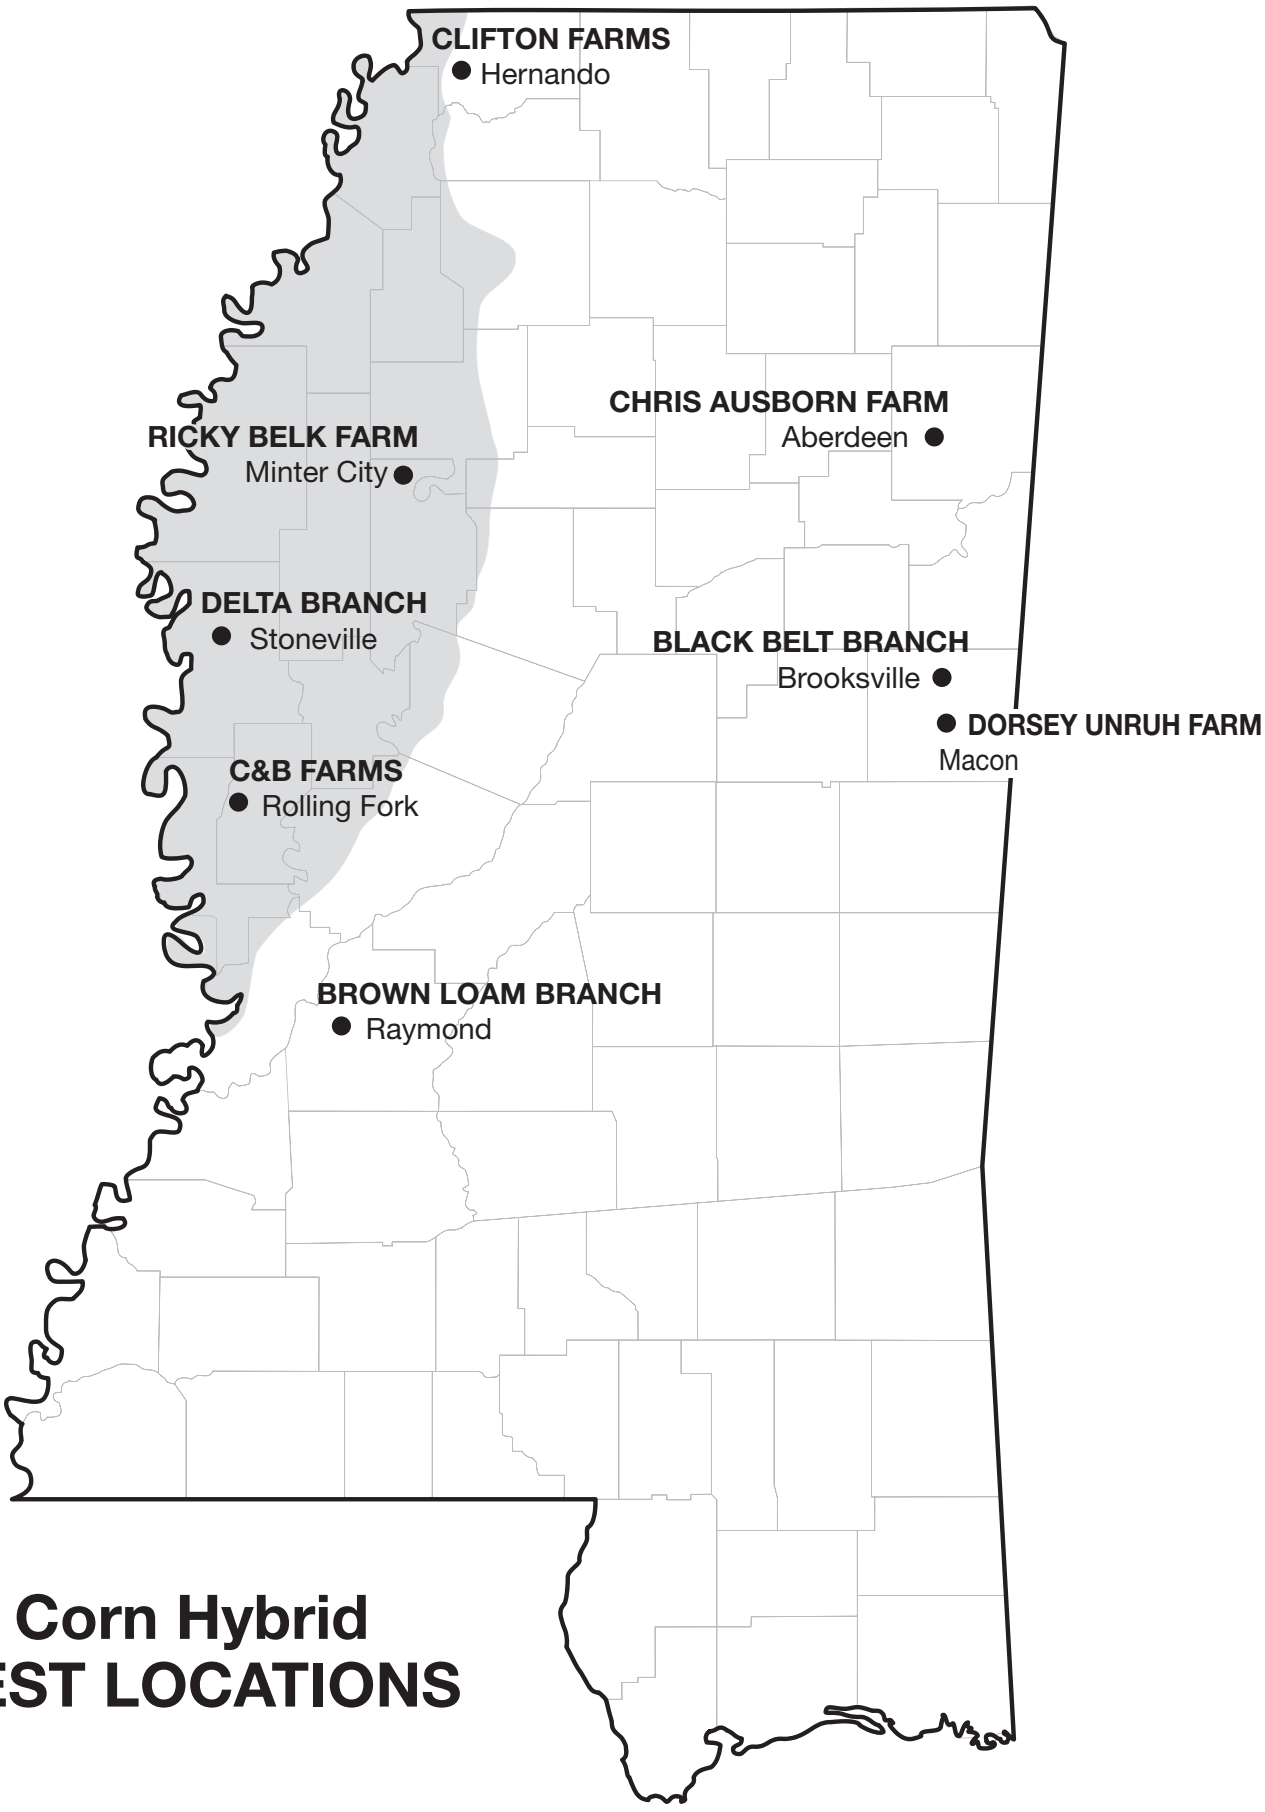 CLIFTON FARMS
Hernando
CHRIS AUSBORN FARM
Aberdeen
RICKY BELK FARM
Minter City
DELTA BRANCH
Stoneville
BLACK BELT BRANCH
Brooksville
DORSEY UNRUH FARM
Macon
C&B FARMS
Rolling Fork
BROWN LOAM BRANCH
Raymond
Corn Hybrid
EST LOCATIONS